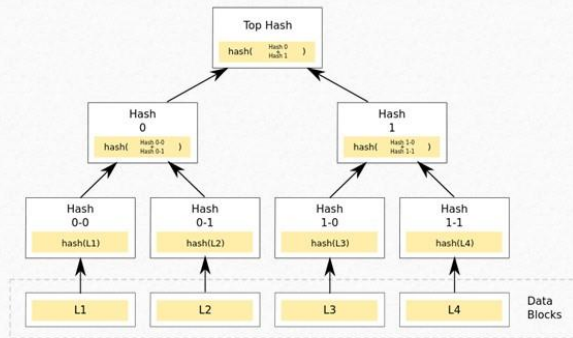 Top Hash
hash( Hash 0 + Hash 1 )
Hash
0
hash( Hash 0-0 + Hash 0-1 )
Hash
1
hash( Hash 1-0 + Hash 1-1 )
Hash
0-0
hash(L1)
Hash
0-1
hash(L2)
Hash
1-0
hash(L3)
Hash
1-1
hash(L4)
L1
L2
L3
L4
Data
Blocks